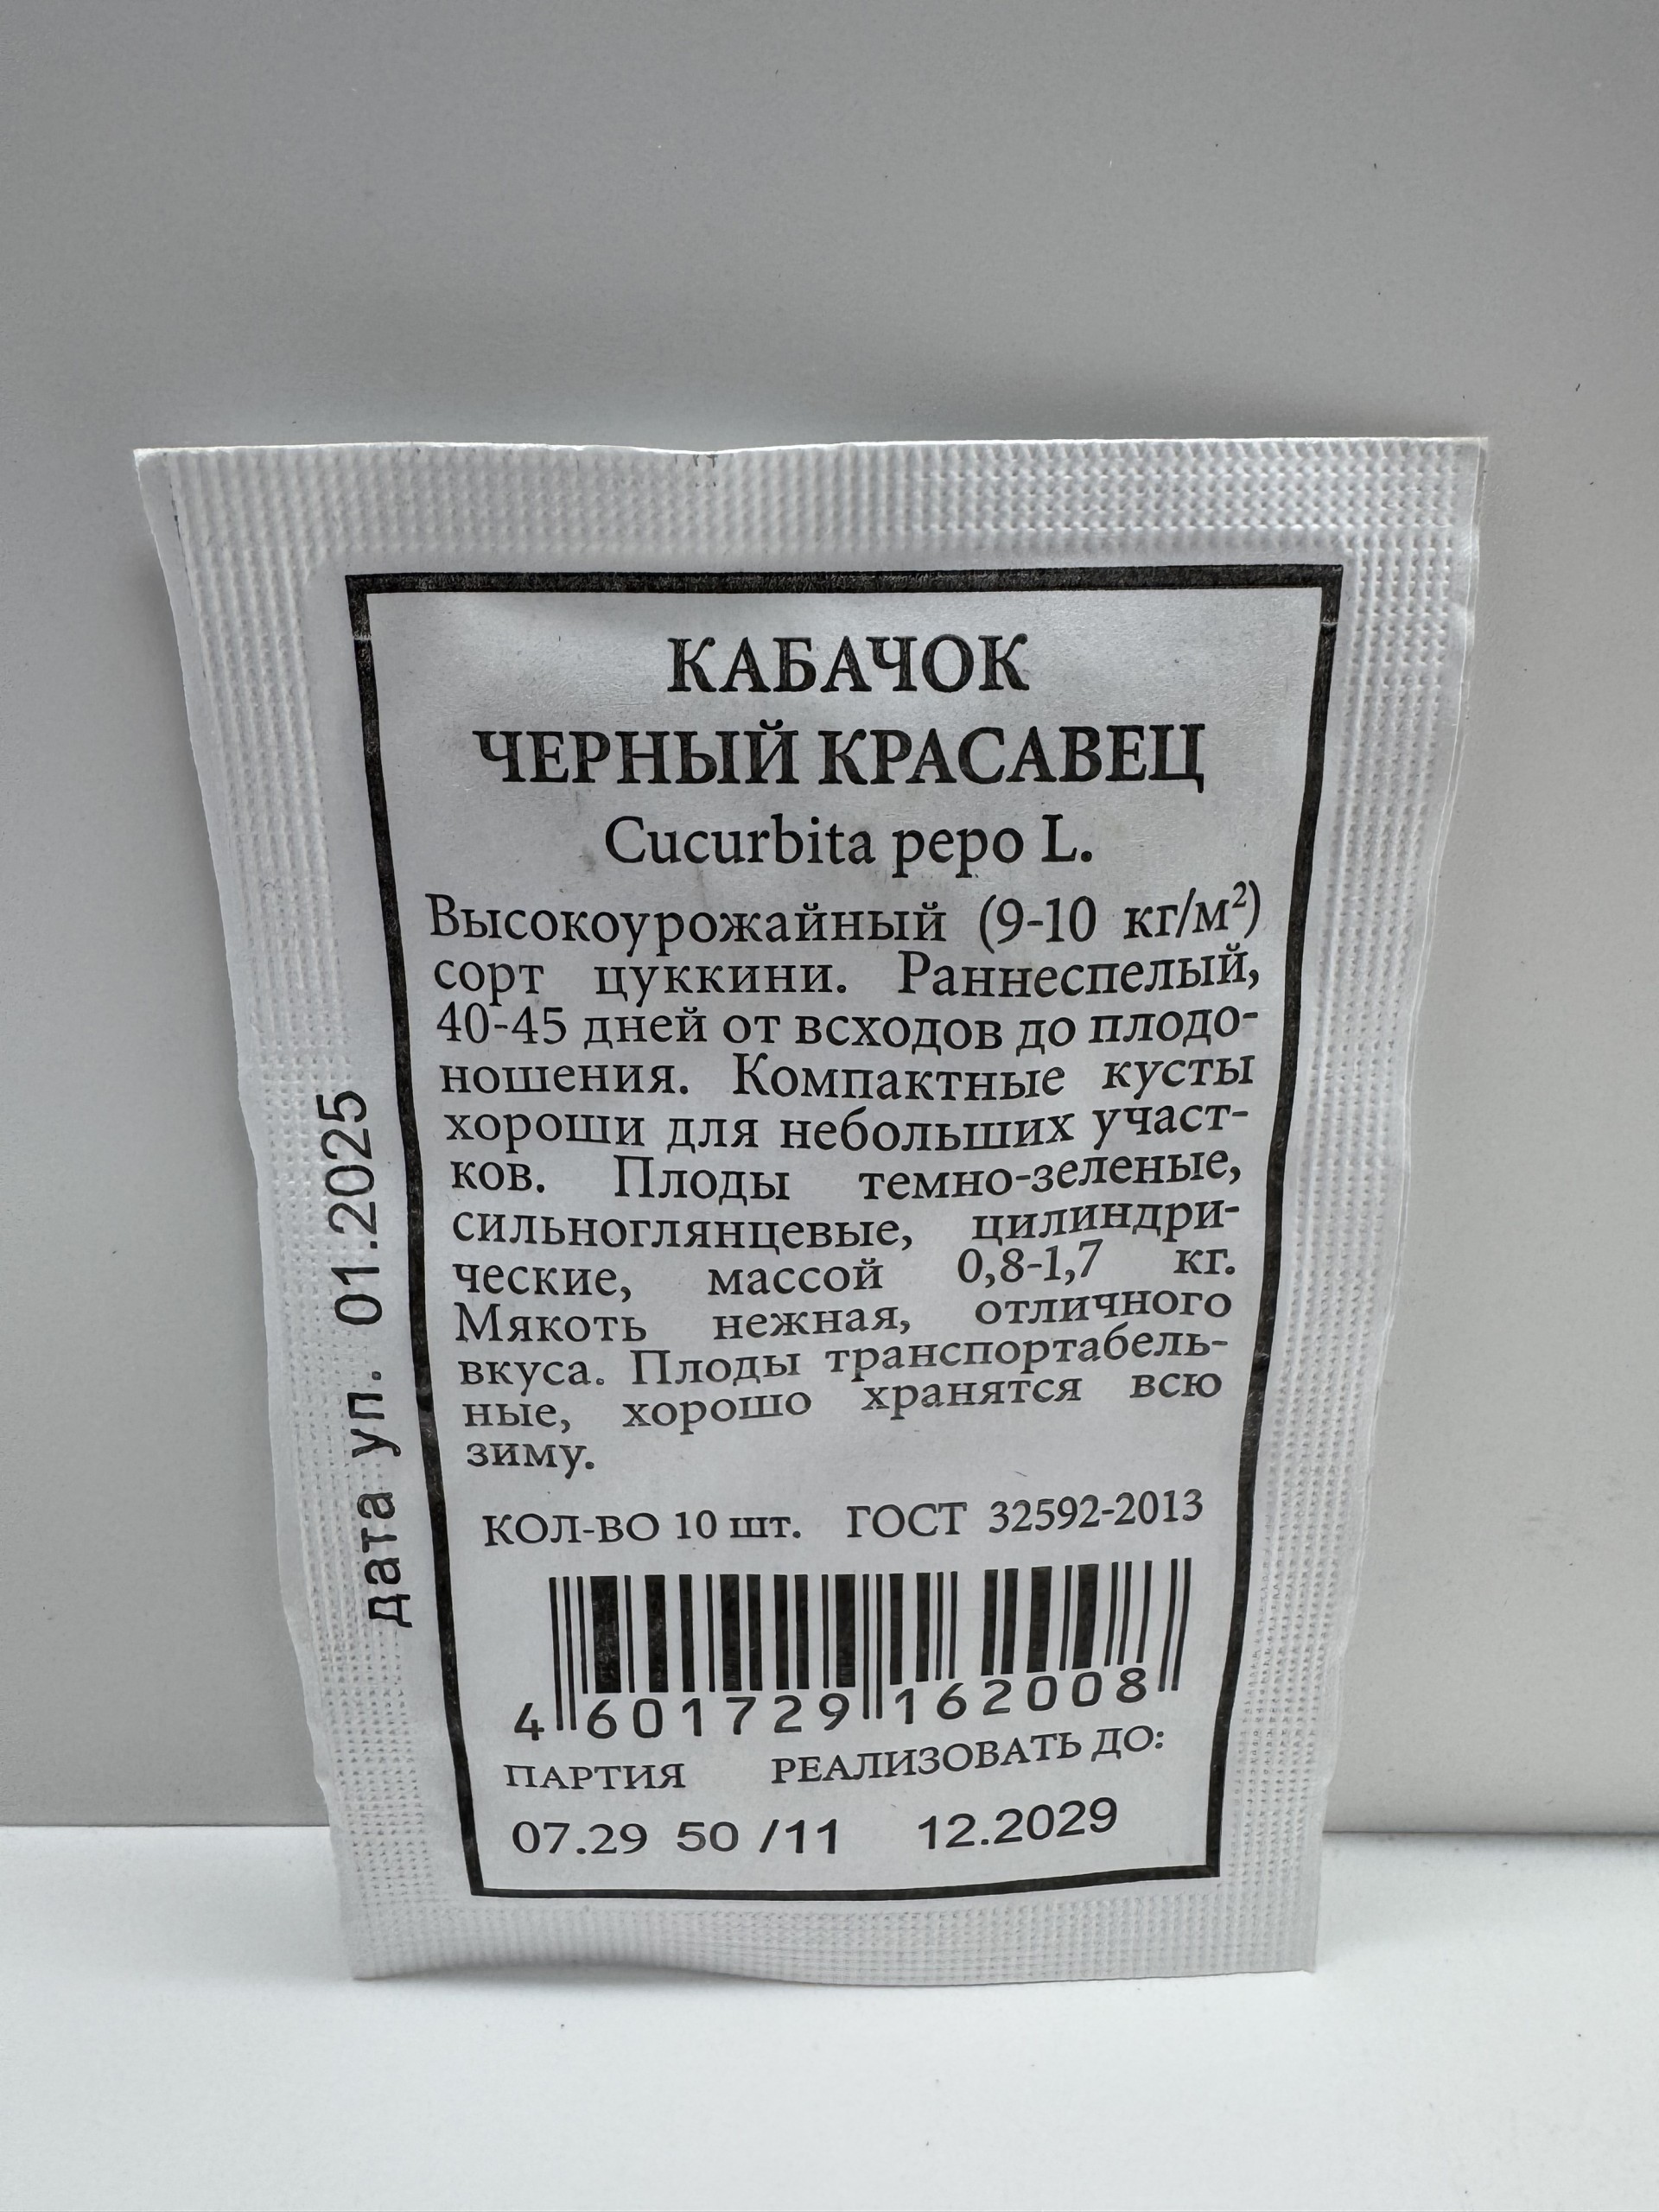 КАБАЧОК
ЧЕРНЫЙ КРАСАВЕЦ
Cucurbita pepo L.
Высокоурожайный (9-10 кг/м²)
сорт цуккини. Раннеспелый,
40-45 дней от всходов до плодо-
ношения. Компактные кусты
хороши для небольших участ-
ков. Плоды темно-зеленые,
сильноглянцевые, цилиндри-
ческие, массой 0,8-1,7 кг.
Мякоть нежная, отличного
вкуса. Плоды транспортабель-
ные, хорошо хранятся всю
зиму.
КОЛ-ВО 10 шт. ГОСТ 32592-2013
4 601729 162008
ПАРТИЯ РЕАЛИЗОВАТЬ ДО:
07.29 50 /11 12.2029
дата уп. 01.2025